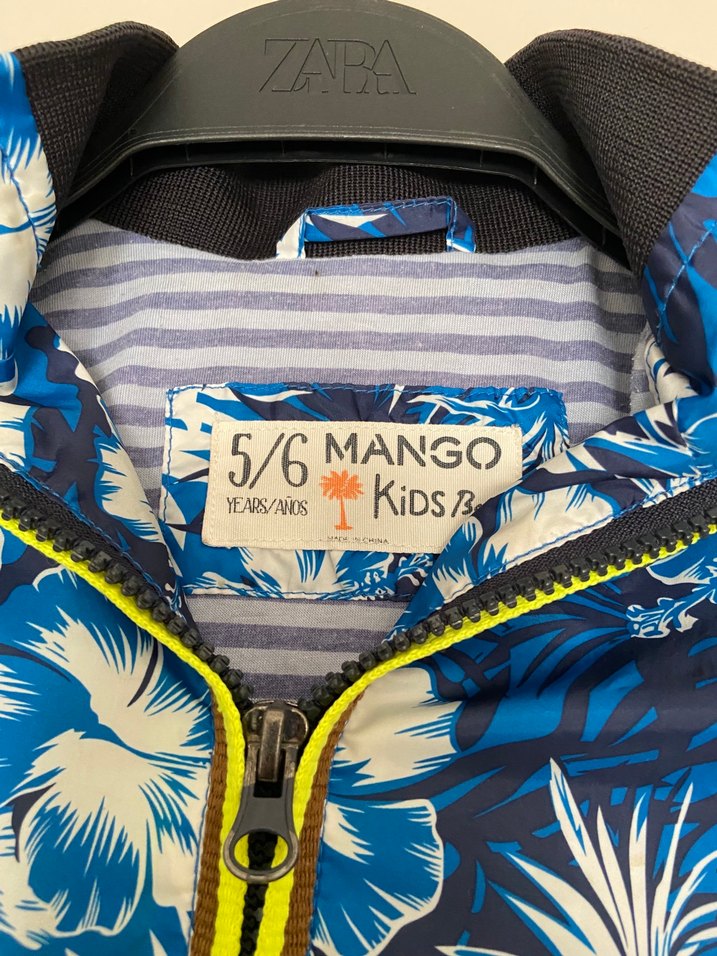 ZARA
5/6 MANGO
YEARS/AÑOS KiDS
MADE IN CHINA